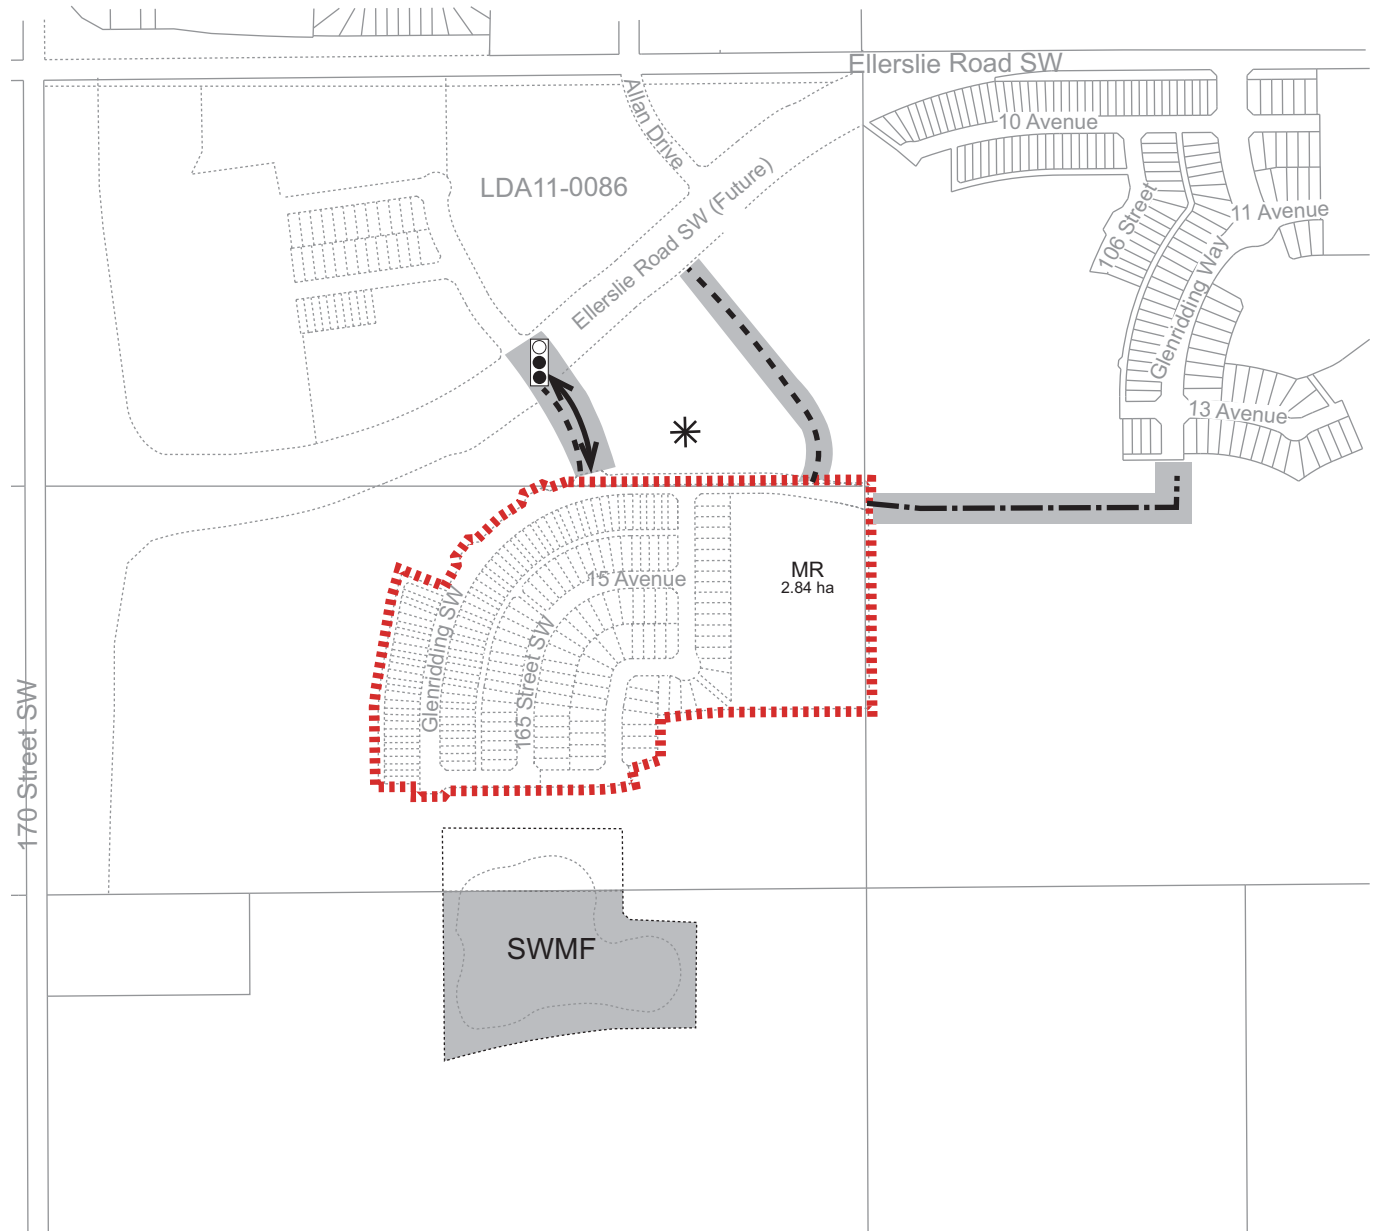 Ellerslie Road SW
10 Avenue
Allan Drive
LDA11-0086
Ellerslie Road SW (Future)
106 Street
11 Avenue
Glenridding Way
13 Avenue
MR
2.84 ha
15 Avenue
Glenridding SW
165 Street SW
170 Street SW
SWMF